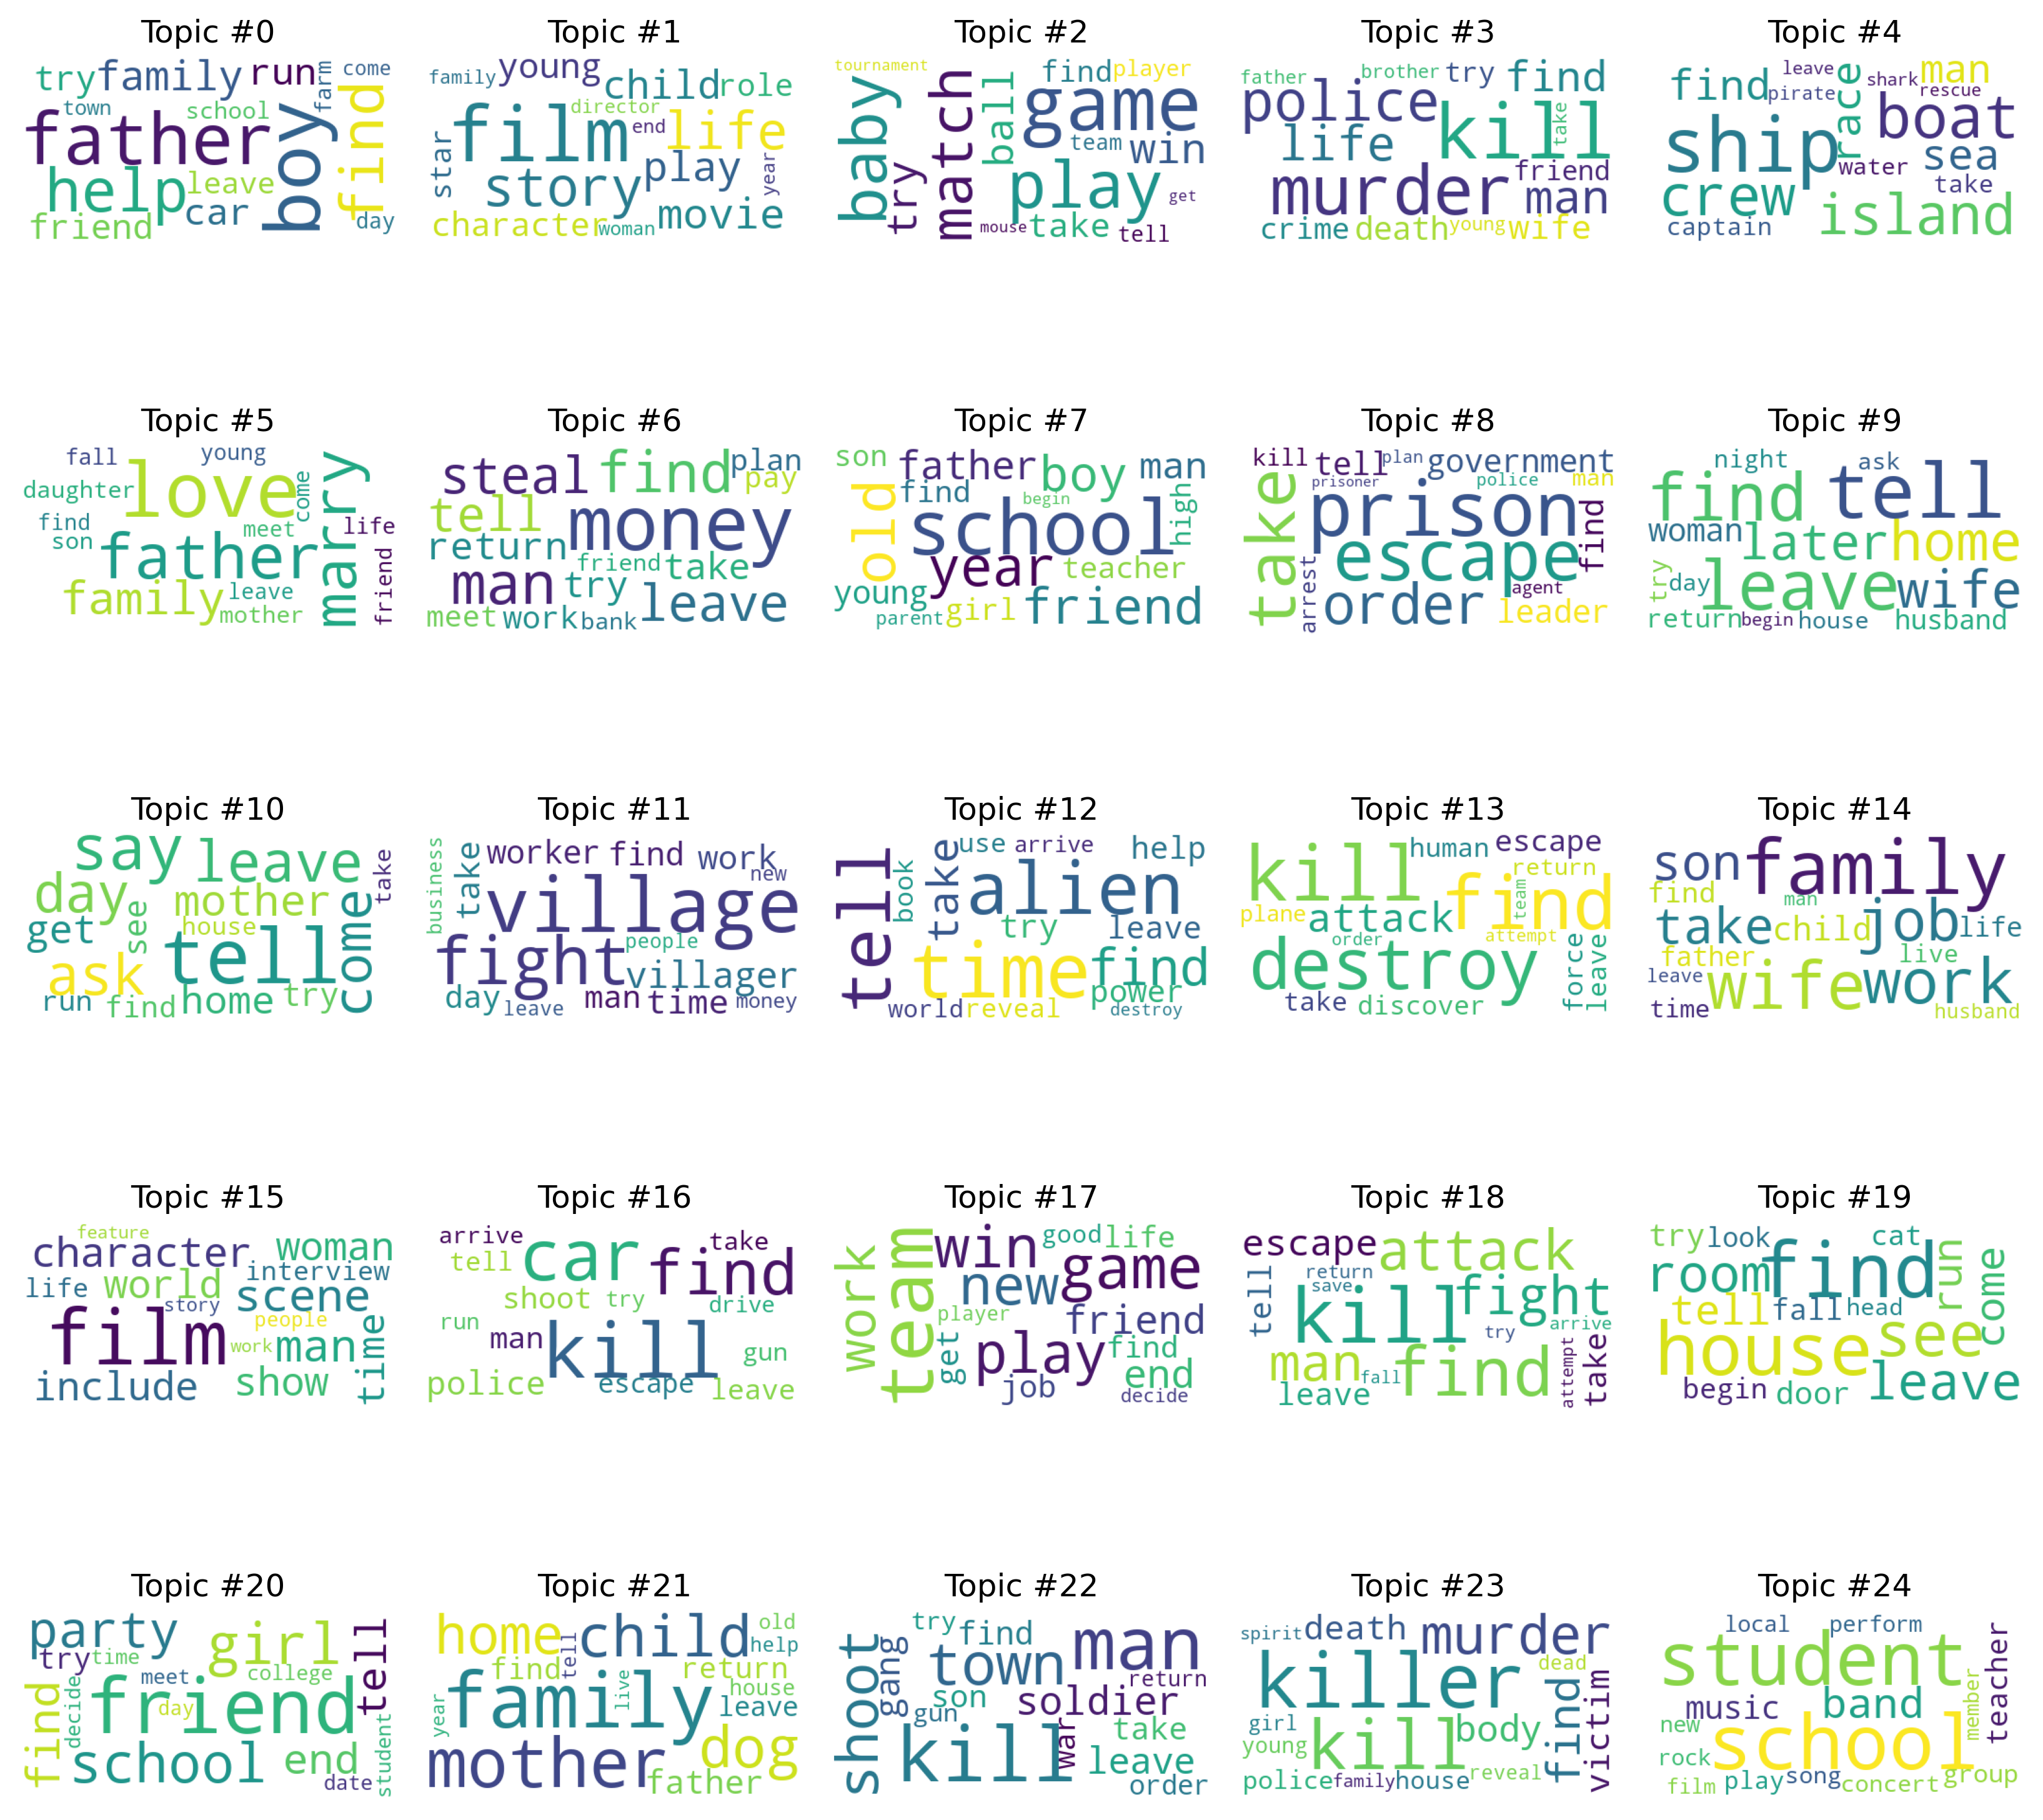 Topic #0
try family run come
town school farm
father boy find
help leave
friend car day
Topic #1
family young child role
director
star film end life
story play year
character woman movie
Topic #2
tournament find player
baby match ball game
try team win
play get
mouse take tell
Topic #3
father brother try find
police kill take
life
murder friend
man
crime death young wife
Topic #4
find leave race shark man
pirate rescue
ship boat
water sea
crew take
captain island
Topic #5
fall young
daughter love come marry
find meet life
son father
family leave friend
mother
Topic #6
steal find plan
pay
tell money
return friend take
man try
meet work bank leave
Topic #7
son father boy man
old find begin high
school
year teacher
young girl friend
parent
Topic #8
kill tell plan government
prisoner police man
take prison find
escape
arrest order agent
leader
Topic #9
night ask
find tell
woman later home
try day leave wife
return begin house husband
Topic #10
say leave take
day mother
get see house come
ask tell
run find home try
Topic #11
business take worker find work
new
village
fight people
villager
day leave man time money
Topic #12
tell book take use arrive help
alien
try leave
time find
power
world reveal destroy
Topic #13
kill human escape
return
plane attack team find
order attempt
destroy force leave
take discover
Topic #14
son family
find man
take child job life
father live
leave wife work
time husband
Topic #15
feature
character woman
interview
life world scene
story
film people time
work man
include show
Topic #16
arrive car take
tell find
shoot try drive
run
man kill gun
police escape leave
Topic #17
work team win good life
new game
player friend
get play find
end
job decide
Topic #18
escape attack
tell return
save fight
kill try arrive
man find attempt take
leave fall
Topic #19
try look cat run come
room find
tell fall head
house see
begin door leave
Topic #20
party girl tell
try time
meet college
find decide friend day
school end student
date
Topic #21
home child old
tell help
find live return
year family house
leave
mother dog
father
Topic #22
shoot gang try find man
town return
son soldier
gun war take
kill leave
order
Topic #23
spirit death murder
killer dead
girl find victim
young kill body
police family house reveal
Topic #24
local perform
student member teacher
music band
new school
rock
film play song concert group